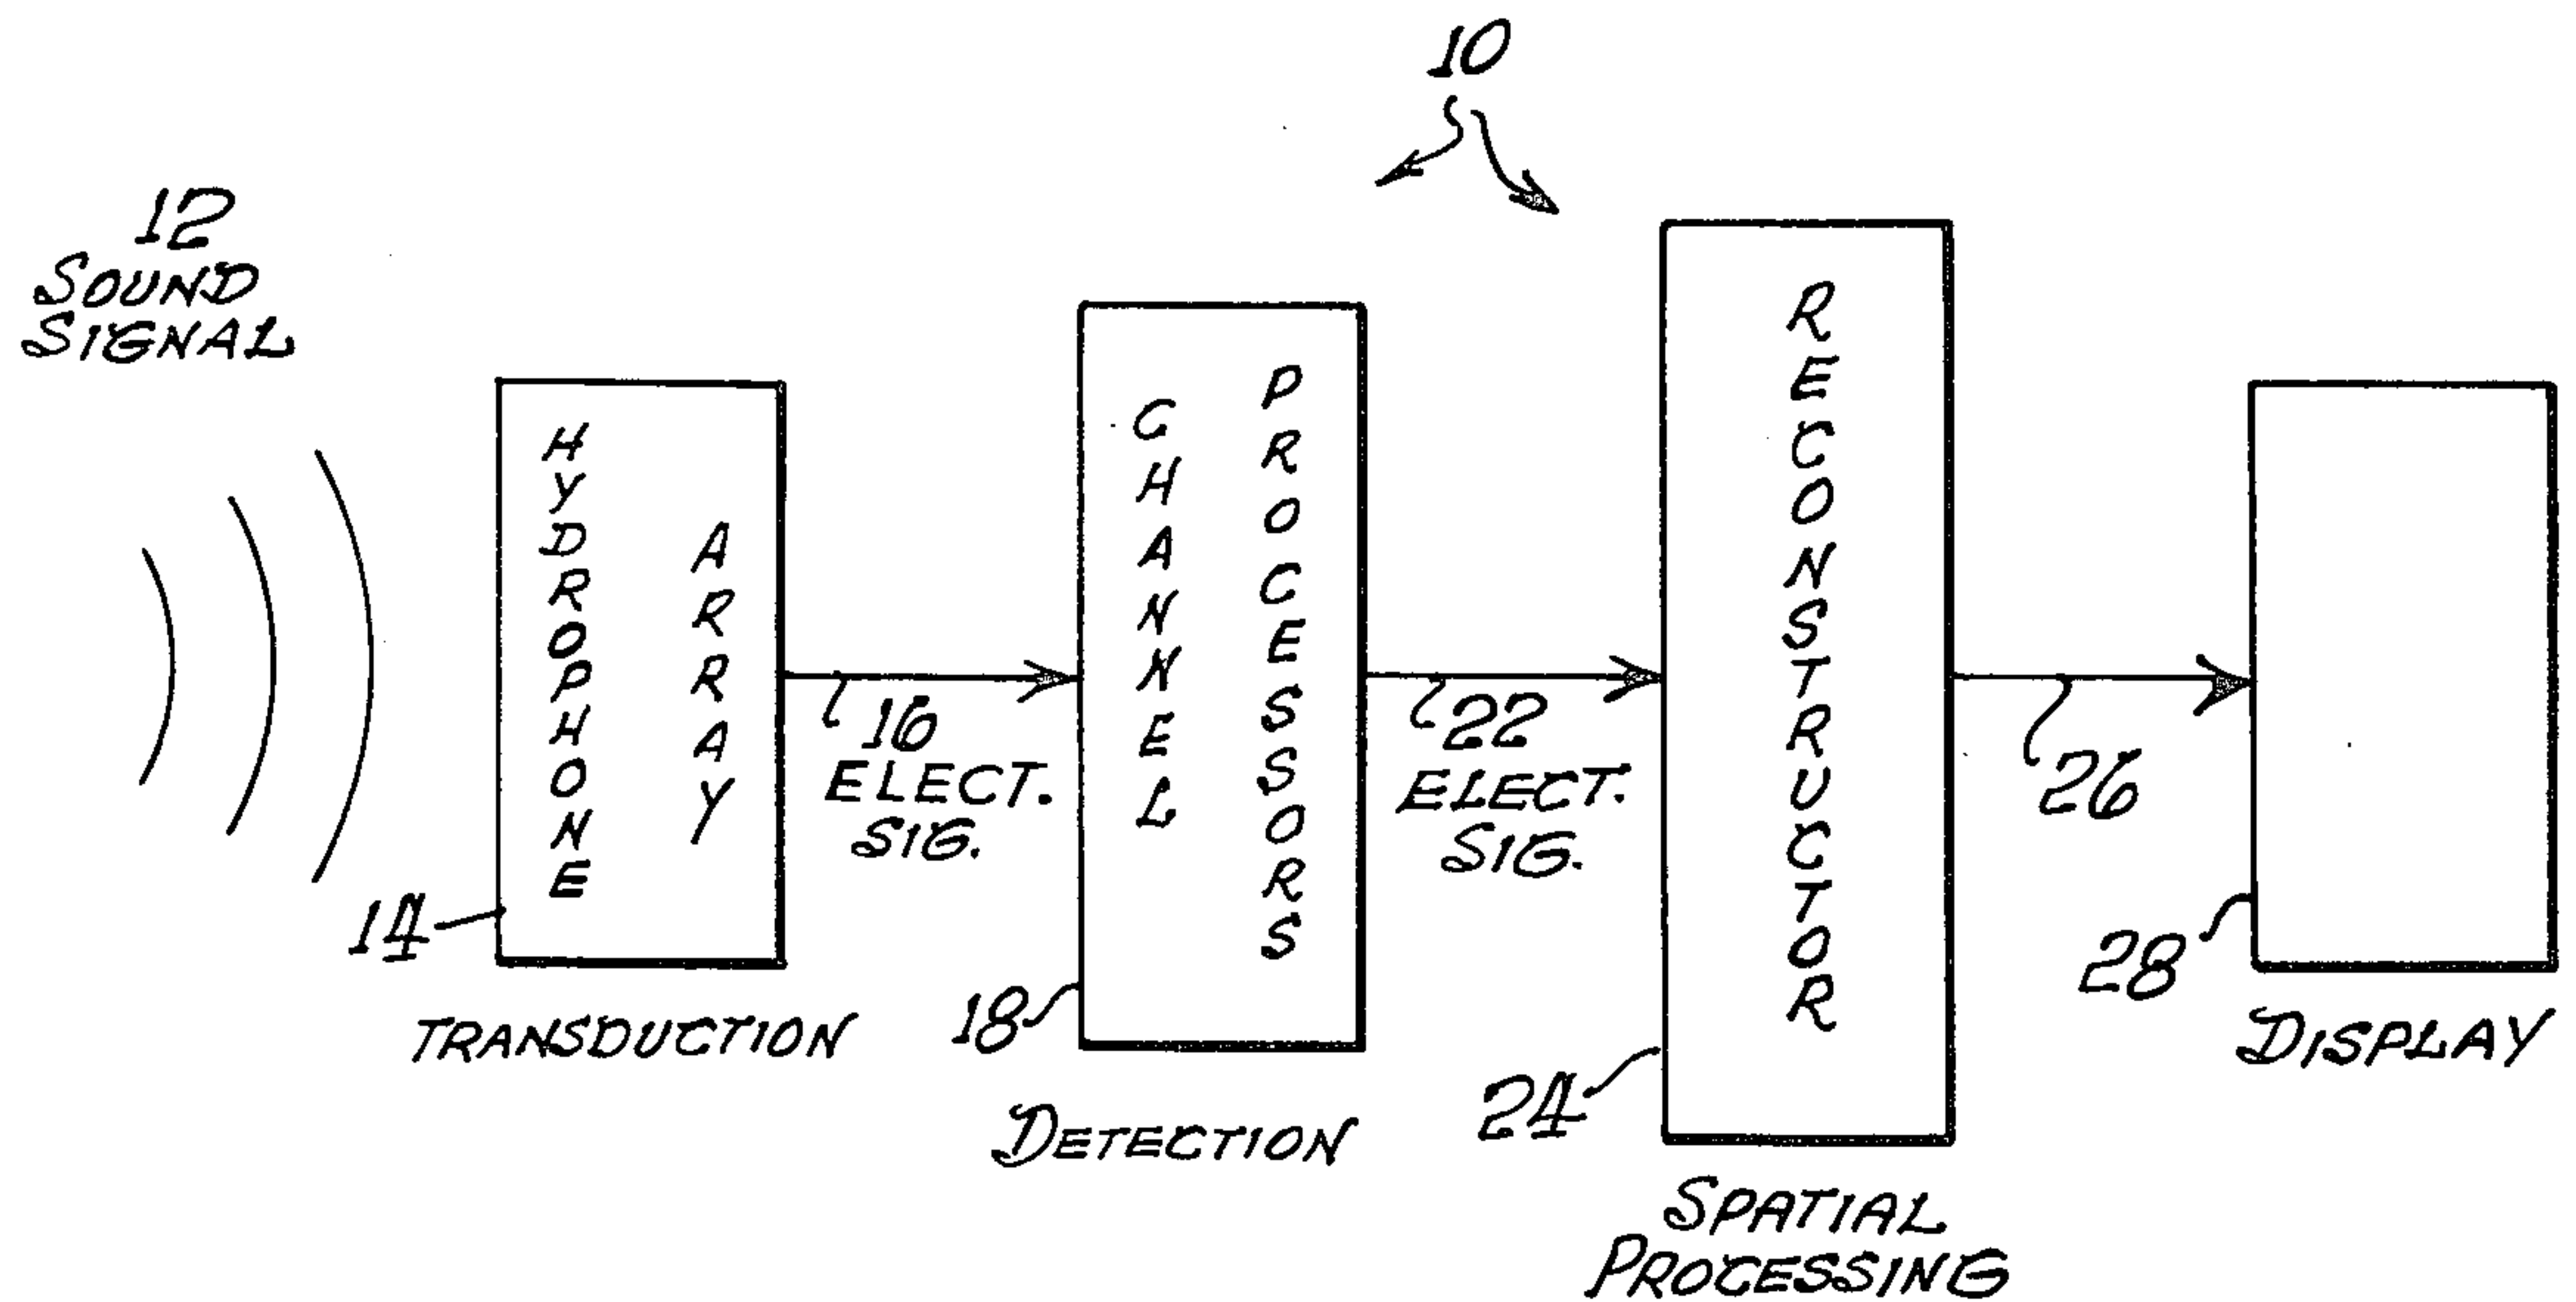 10
12
SOUND
SIGNAL
HYDROPHONE
ARRAY
14
TRANSDUCTION
16
ELECT.
SIG.
CHANNEL
PROCESSORS
18
DETECTION
22
ELECT.
SIG.
RECONSTRUCTOR
24
SPATIAL
PROCESSING
26
28
DISPLAY